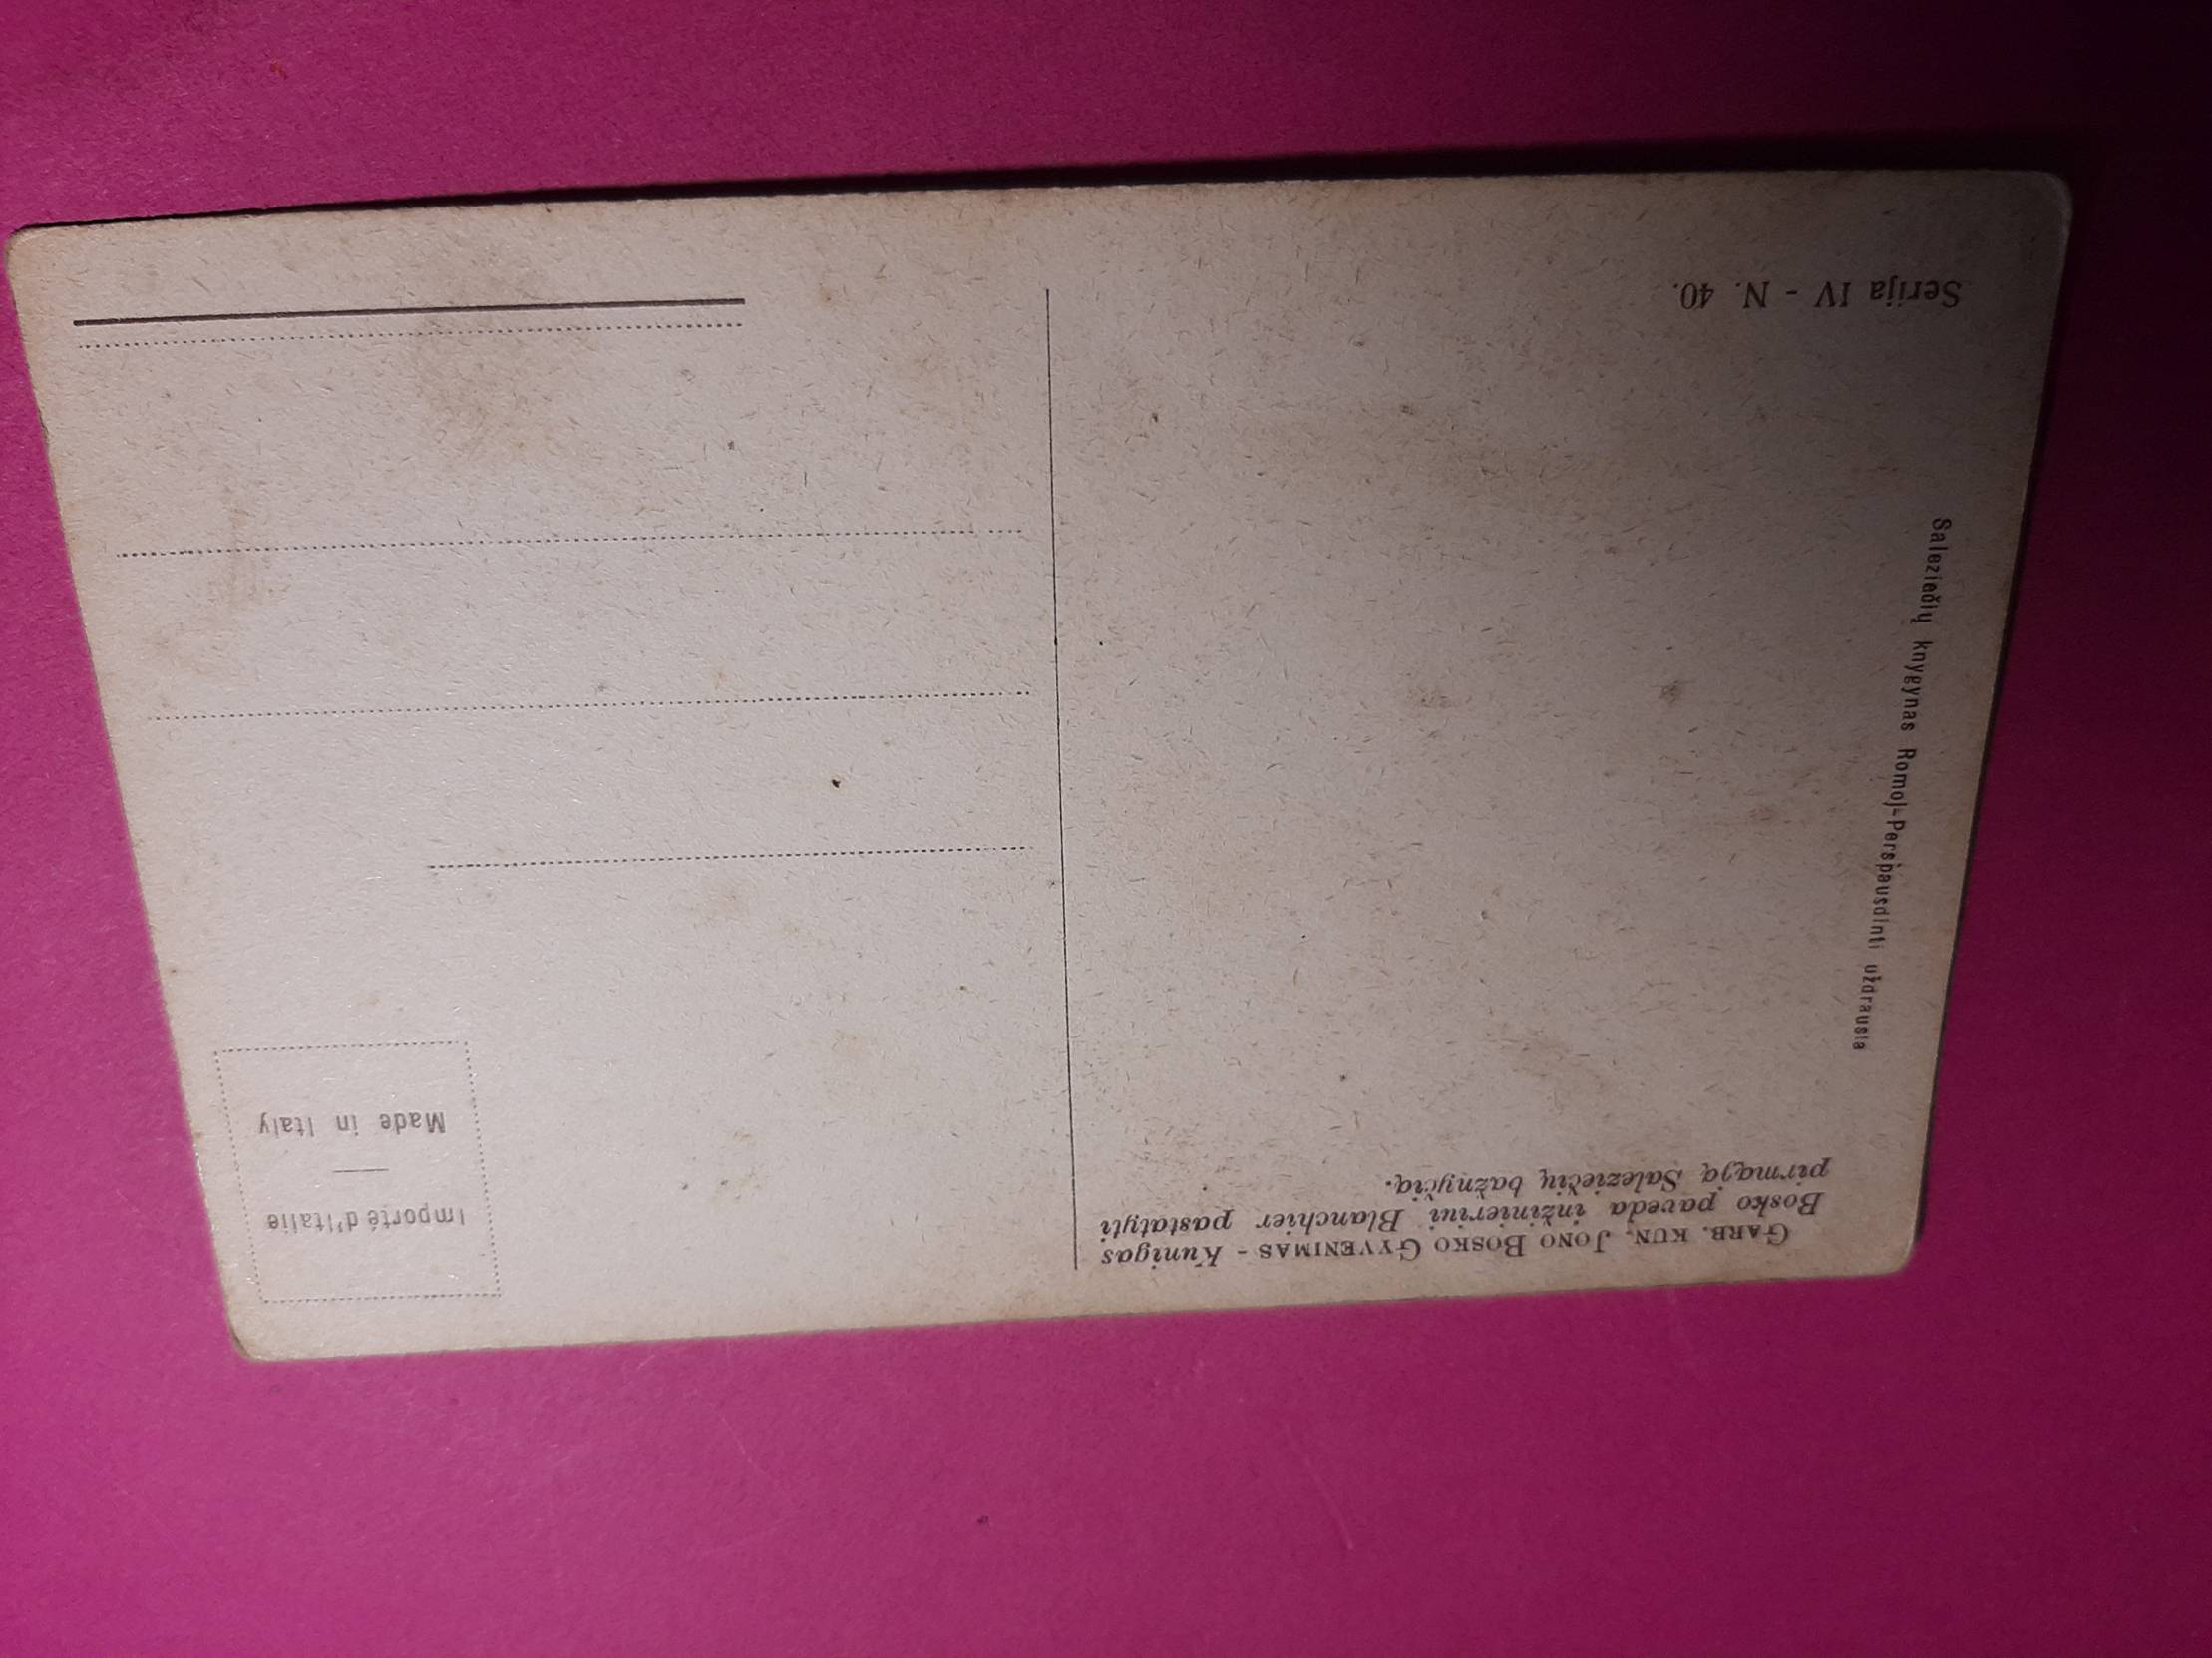 GARB. KUN. JONO BOSKO GYVENIMAS - Kunigas
Bosko paveda inžinieriui Blanchier pastatyti
pirmąją Saleziečių bažnyčią.
Importé d'Italie
Made in Italy
Saleziečių knygynas Romoj-Perspausdinti uždrausta
Serija IV - N. 40.